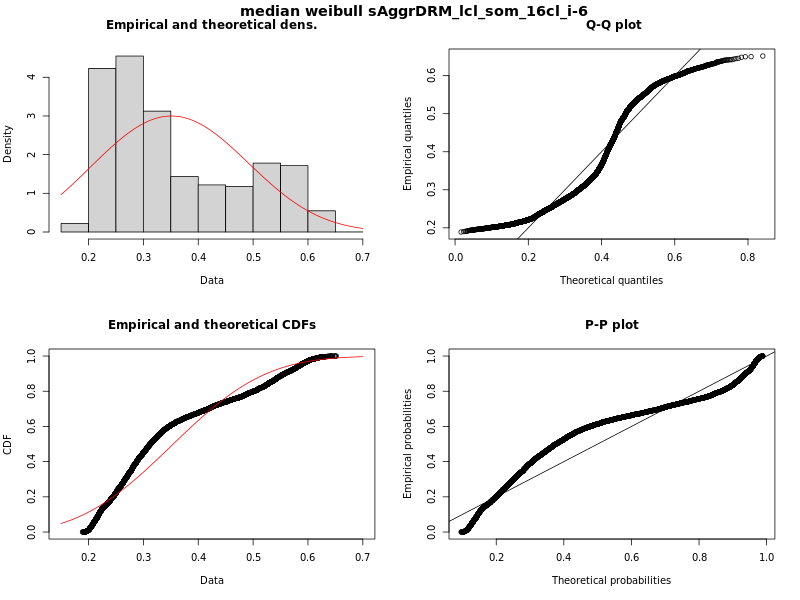 median weibull sAggrDRM_lcl_som_16cl_i-6
Empirical and theoretical dens.
Density
0
1
2
3
4
0.2 0.3 0.4 0.5 0.6 0.7
Data
Q-Q plot
Empirical quantiles
0.2
0.3
0.4
0.5
0.6
0.0 0.2 0.4 0.6 0.8
Theoretical quantiles
Empirical and theoretical CDFs
CDF
0.0
0.2
0.4
0.6
0.8
1.0
0.2 0.3 0.4 0.5 0.6 0.7
Data
P-P plot
Empirical probabilities
0.0
0.2
0.4
0.6
0.8
1.0
0.2 0.4 0.6 0.8 1.0
Theoretical probabilities